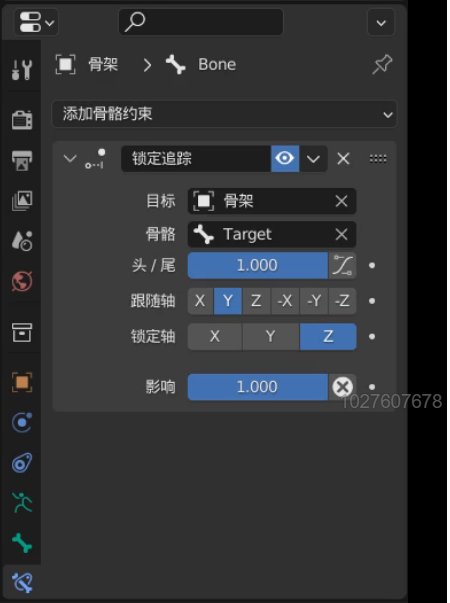 骨架 > Bone
添加骨骼约束
锁定追踪
目标 骨架
骨骼 Target
头 / 尾 1.000
跟随轴 X Y Z -X -Y -Z
锁定轴 X Y Z
影响 1.000
1027607678